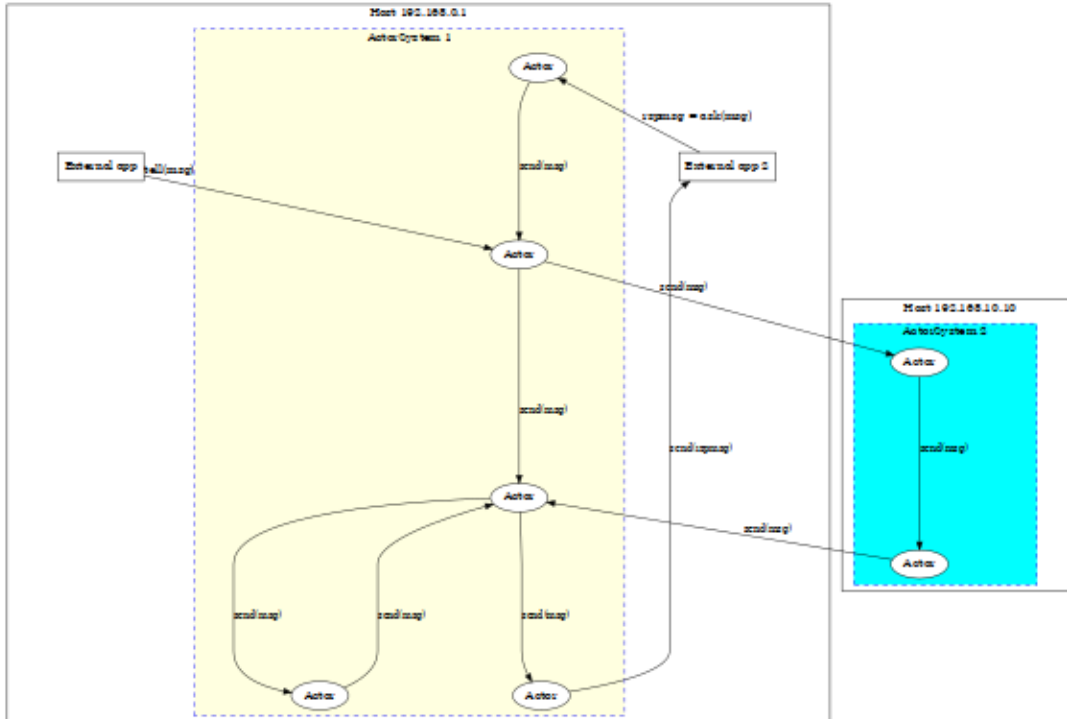 Host 192.168.0.1
ActorSystem 1
Actor
rspmsg = ask(msg)
External app
tell(msg)
send(msg)
External app 2
Actor
send(msg)
Host 192.168.10.10
ActorSystem 2
Actor
send(msg)
send(rspmsg)
send(msg)
Actor
send(msg)
Actor
send(msg)
send(msg)
send(msg)
Actor
Actor